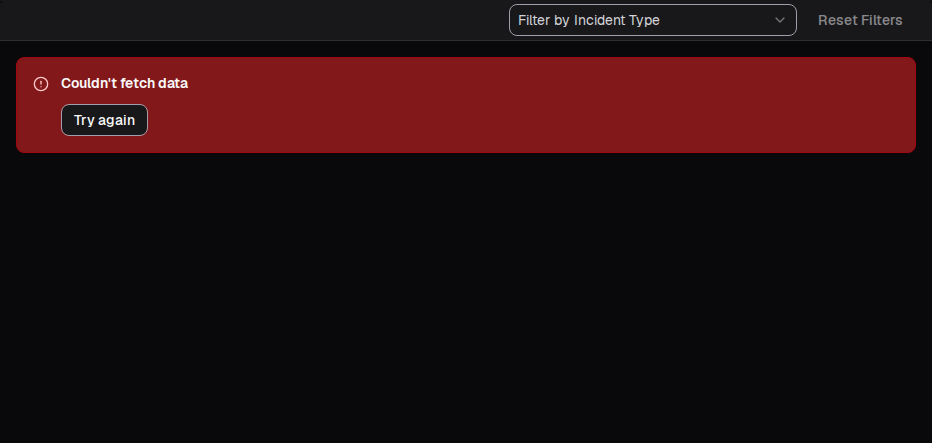 Filter by Incident Type
Reset Filters
Couldn't fetch data
Try again